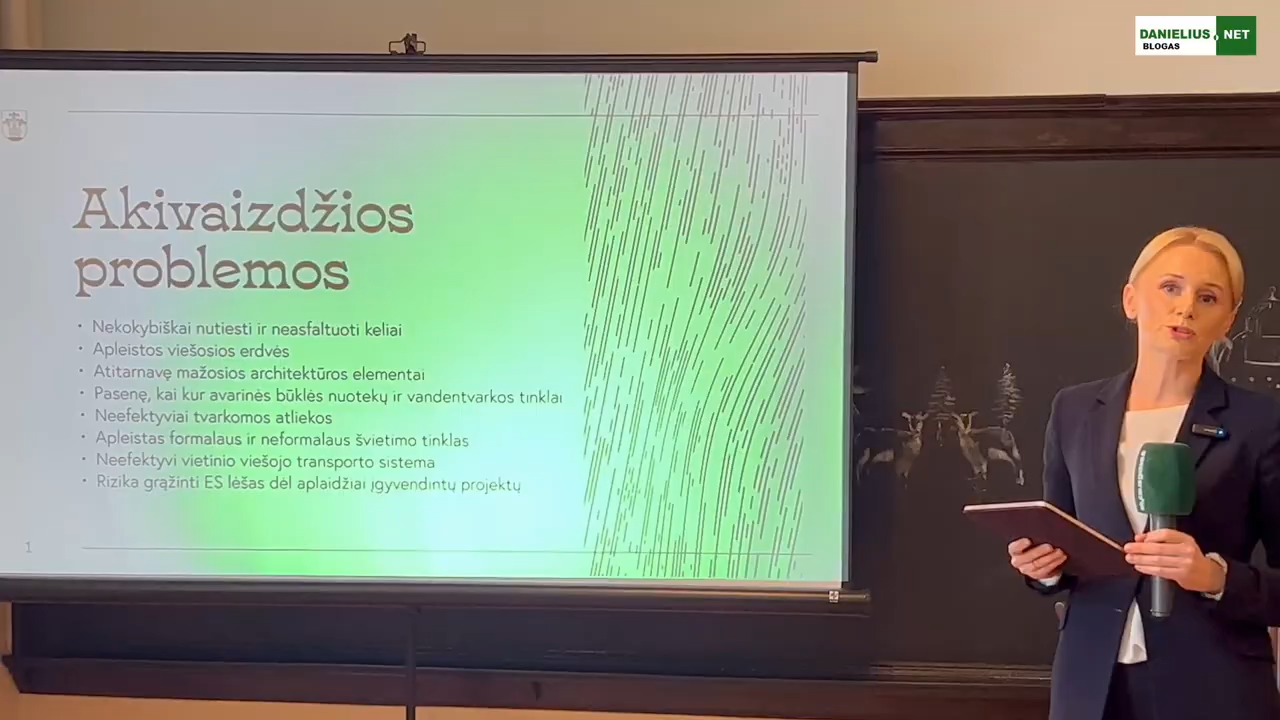 DANIELIUS.NET
BLOGAS
Akivaizdžios
problemos
• Nekokybiškai nutiesti ir neasfaltuoti keliai
• Apleistos viešosios erdvės
• Atitarnavę mažosios architektūros elementai
• Pasenę, kai kur avarinės būklės nuotekų ir vandentvarkos tinklai
• Neefektyviai tvarkomos atliekos
• Apleistas formalaus ir neformalaus švietimo tinklas
• Neefektyvi vietinio viešojo transporto sistema
• Rizika grąžinti ES lėšas dėl aplaidžiai įgyvendintų projektų
1